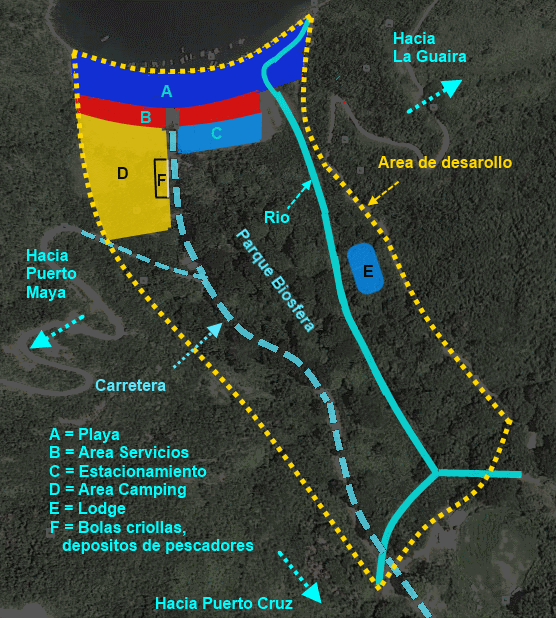 Hacia
La Guaira
A
B
C
Area de desarollo
D
F
Rio
Parque Biosfera
Hacia
Puerto
Maya
E
Carretera
A = Playa
B = Area Servicios
C = Estacionamiento
D = Area Camping
E = Lodge
F = Bolas criollas,
depositos de pescadores
Hacia Puerto Cruz